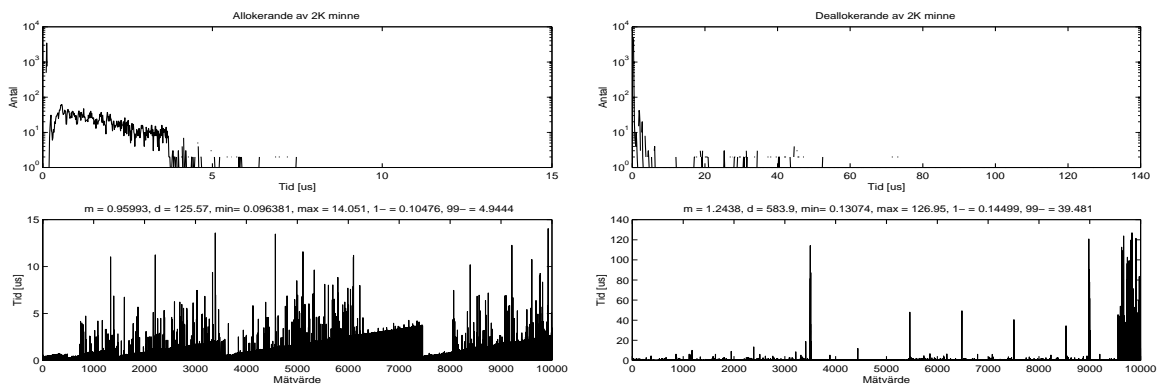 Allokerande av 2K minne
10^4
10^3
10^2
10^1
10^0
Antal
0 5 10 15
Tid [us]
m = 0.95993, d = 125.57, min= 0.096381, max = 14.051, 1− = 0.10476, 99− = 4.9444
15
10
5
0
Tid [us]
0 1000 2000 3000 4000 5000 6000 7000 8000 9000 10000
Mätvärde
Deallokerande av 2K minne
10^4
10^3
10^2
10^1
10^0
Antal
0 20 40 60 80 100 120 140
Tid [us]
m = 1.2438, d = 583.9, min= 0.13074, max = 126.95, 1− = 0.14499, 99− = 39.481
140
120
100
80
60
40
20
0
Tid [us]
0 1000 2000 3000 4000 5000 6000 7000 8000 9000 10000
Mätvärde